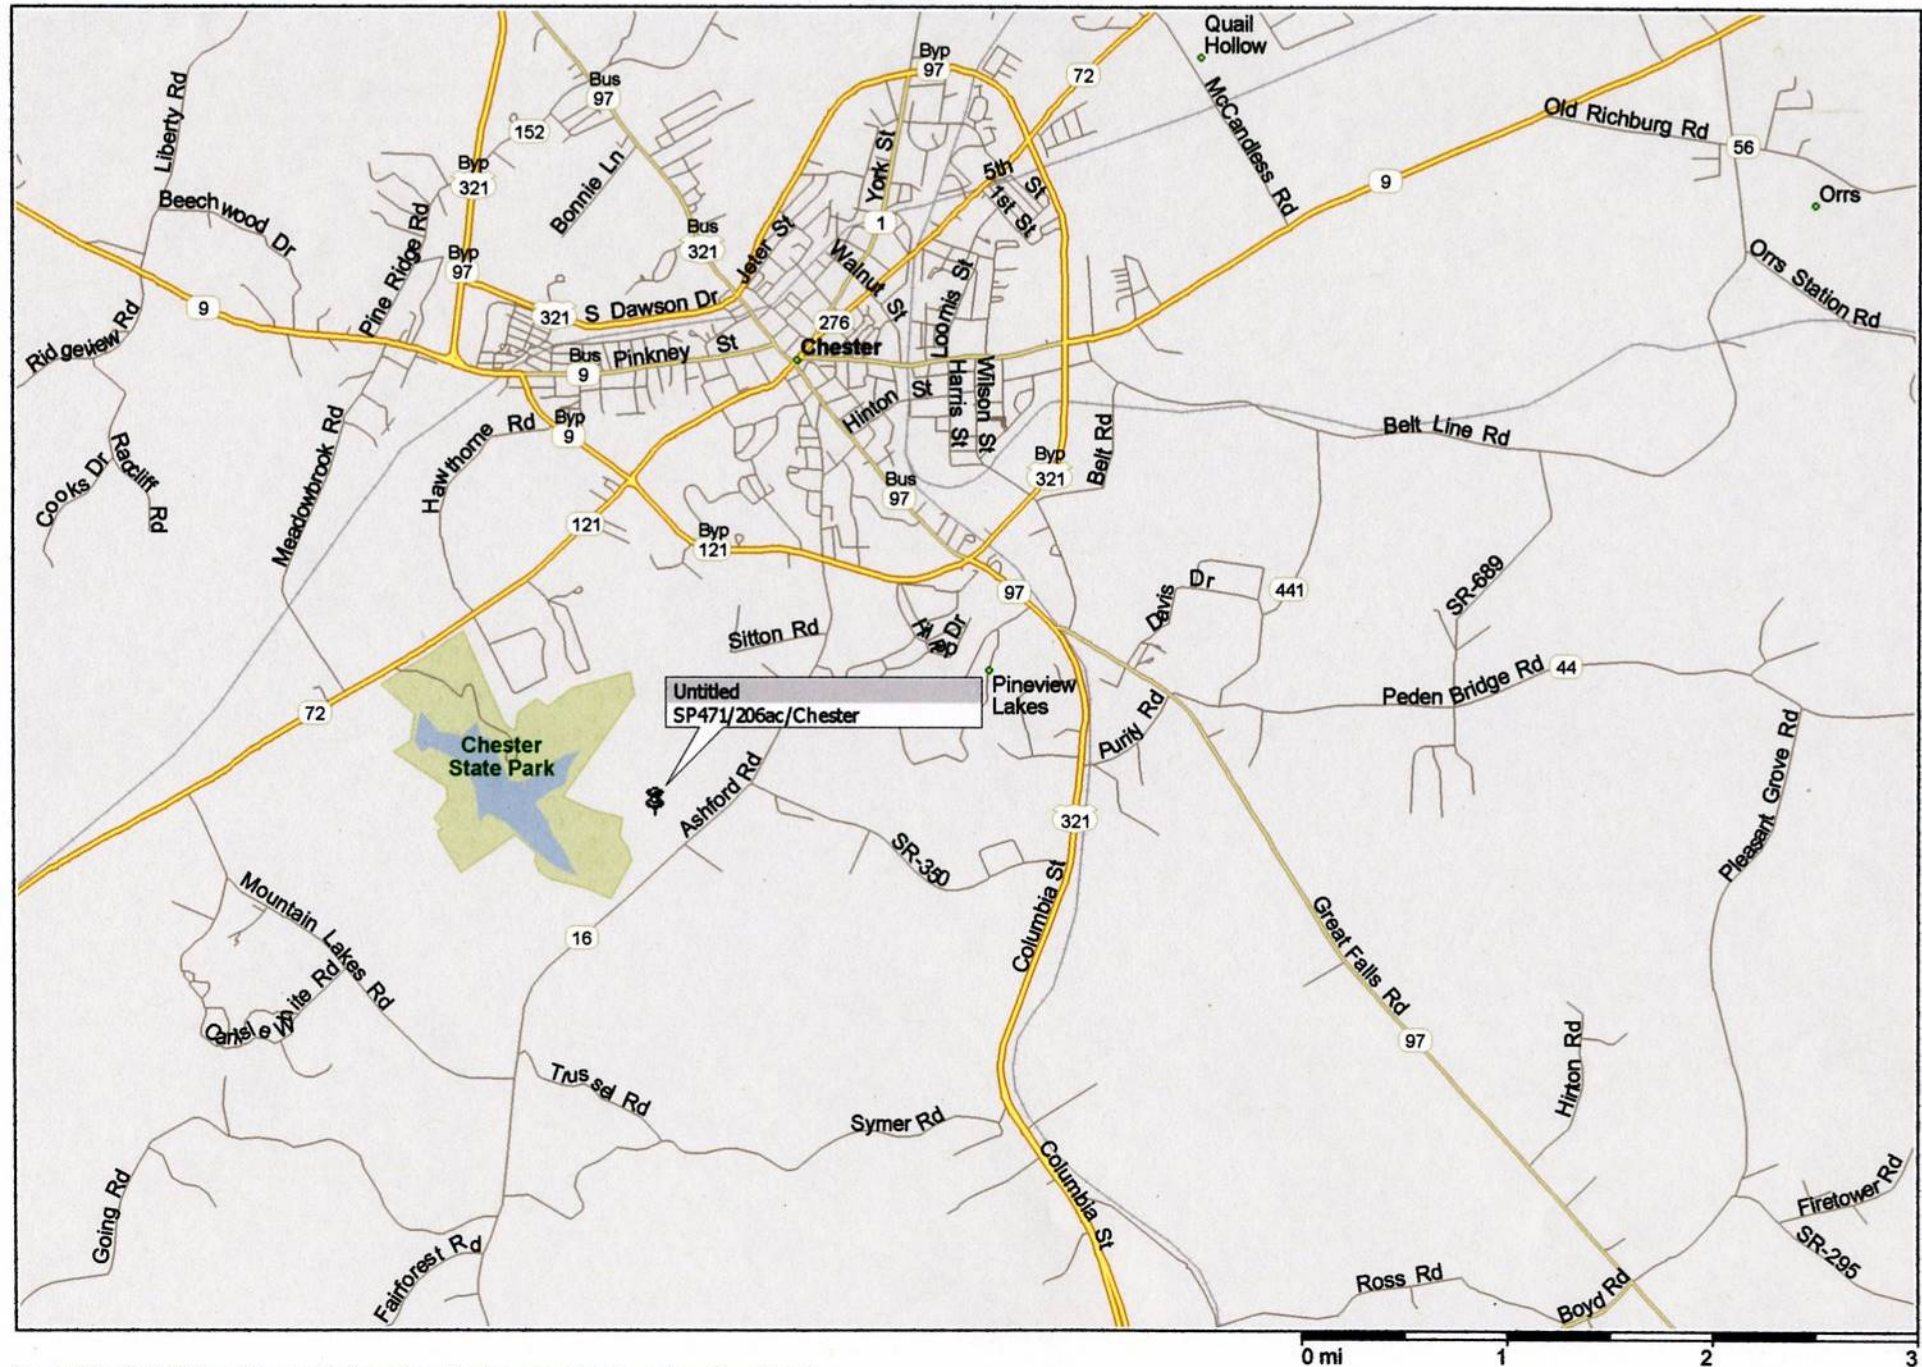 Quail
Hollow
Byp
97
72
Bus
97
Liberty Rd
McCandless Rd
Old Richburg Rd
152
56
York St
Byp
321
Bonnie Ln
5th St
9
1st St
Orrs
Beechwood Dr
1
Pine Ridge Rd
Bus
321
Jeter St
Walnut St
Byp
97
Orrs Station Rd
Loomis St
9
321
S Dawson Dr
276
Ridgeview Rd
Chester
Bus
9
Pinkney St
Harris St
Wilson St
Hinton St
Meadowbrook Rd
Hawthorne Rd
Byp
9
Belt Rd
Belt Line Rd
Cooks Dr
Radcliff Rd
Byp
321
Bus
97
121
Byp
121
97
Davis Dr
441
SR-689
Sitton Rd
Peden Bridge Rd
44
Untitled
SP471/206ac/Chester
Pineview
Lakes
72
Purity Rd
Chester
State Park
Ashford Rd
Pleasant Grove Rd
321
SR-350
Columbia St
Mountain Lakes Rd
16
Great Falls Rd
Carlisle White Rd
97
Hinton Rd
Trussel Rd
Symer Rd
Columbia St
Going Rd
Firetower Rd
Fairforest Rd
SR-295
Ross Rd
Boyd Rd
0 mi
1
2
3